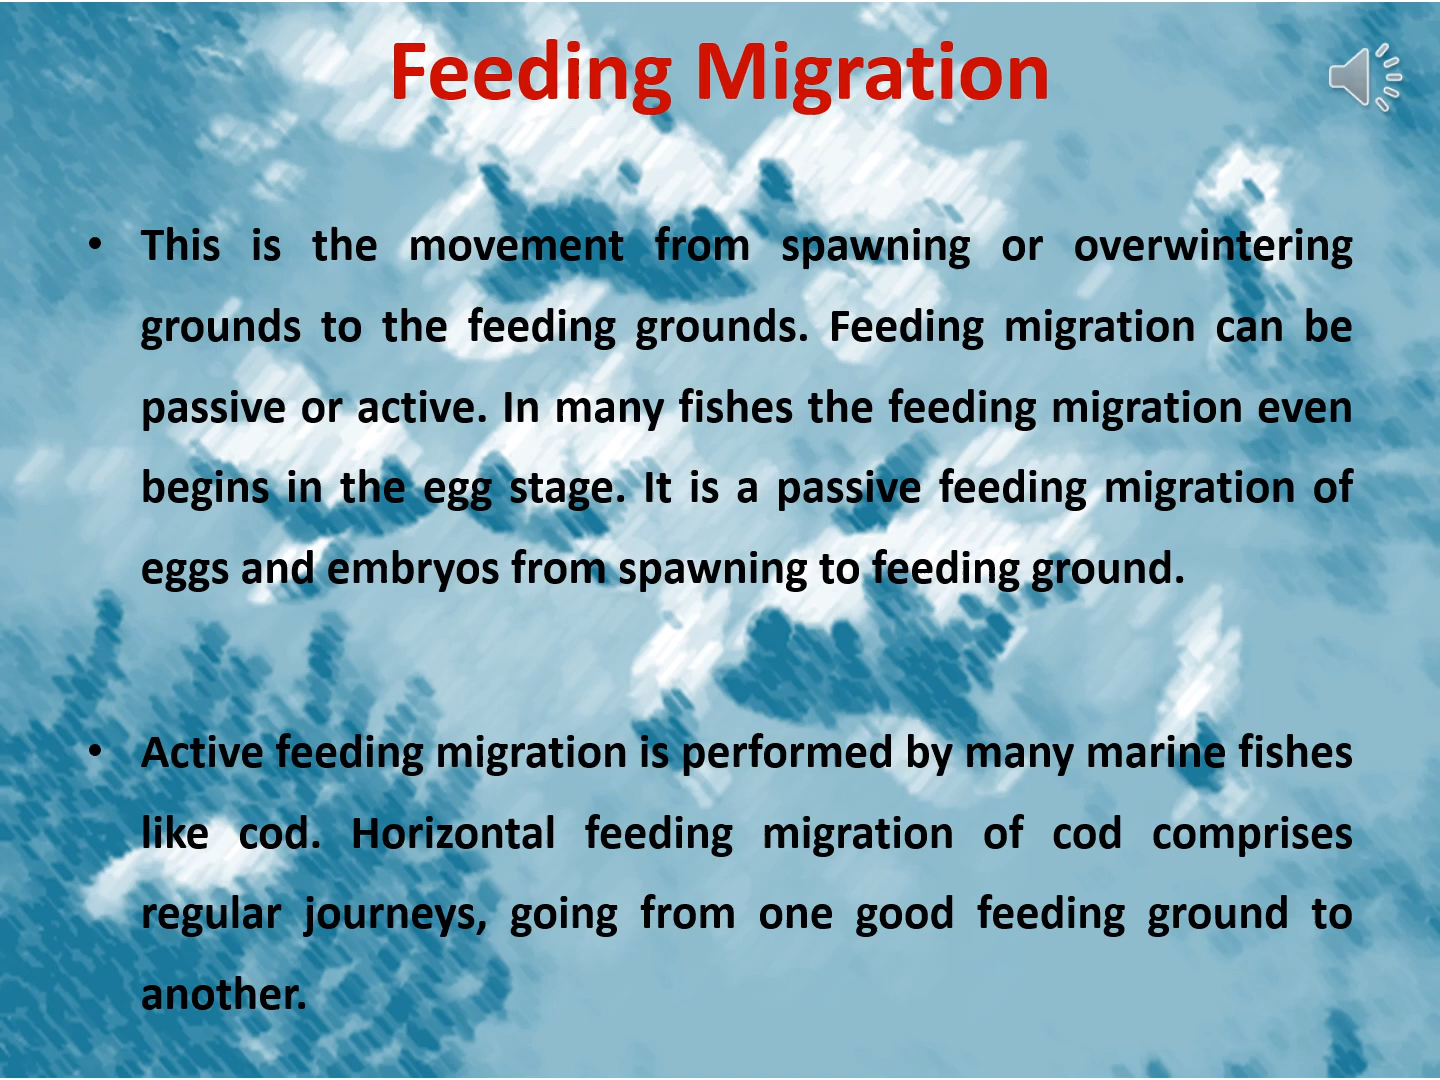 Feeding Migration
• This is the movement from spawning or overwintering
grounds to the feeding grounds. Feeding migration can be
passive or active. In many fishes the feeding migration even
begins in the egg stage. It is a passive feeding migration of
eggs and embryos from spawning to feeding ground.
• Active feeding migration is performed by many marine fishes
like cod. Horizontal feeding migration of cod comprises
regular journeys, going from one good feeding ground to
another.